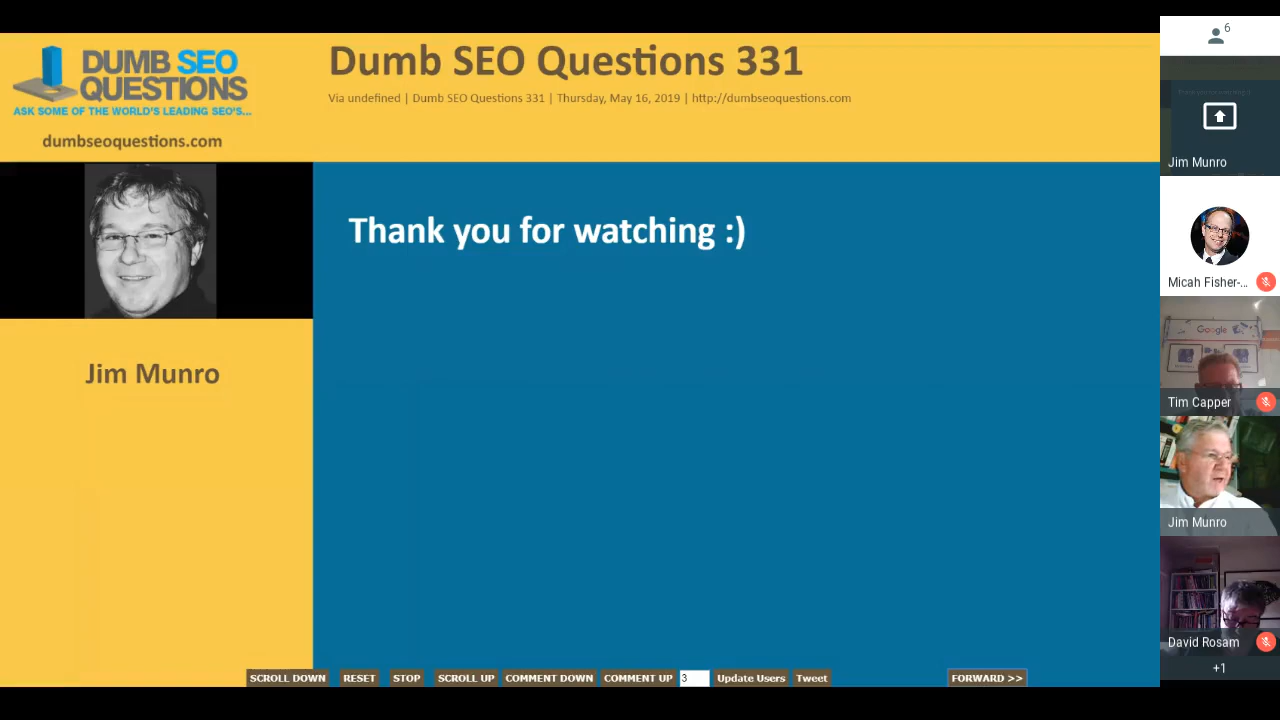 DUMB SEO
QUESTIONS
ASK SOME OF THE WORLD'S LEADING SEO'S...
dumbseoquestions.com
Dumb SEO Questions 331
Via undefined | Dumb SEO Questions 331 | Thursday, May 16, 2019 | http://dumbseoquestions.com
Thank you for watching :)
Jim Munro
SCROLL DOWN RESET STOP SCROLL UP COMMENT DOWN COMMENT UP 3 Update Users Tweet FORWARD >>
6
Jim Munro
Micah Fisher-...
Google
Tim Capper
Jim Munro
David Rosam
+1